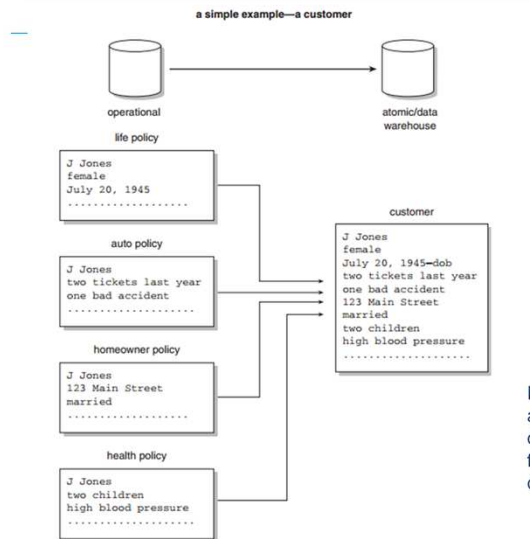 a simple example—a customer
operational
atomic/data
warehouse
life policy
J Jones
female
July 20, 1945
...................
auto policy
J Jones
two tickets last year
one bad accident
....................
homeowner policy
J Jones
123 Main Street
married
...................
health policy
J Jones
two children
high blood pressure
....................
customer
J Jones
female
July 20, 1945—dob
two tickets last year
one bad accident
123 Main Street
married
two children
high blood pressure
....................